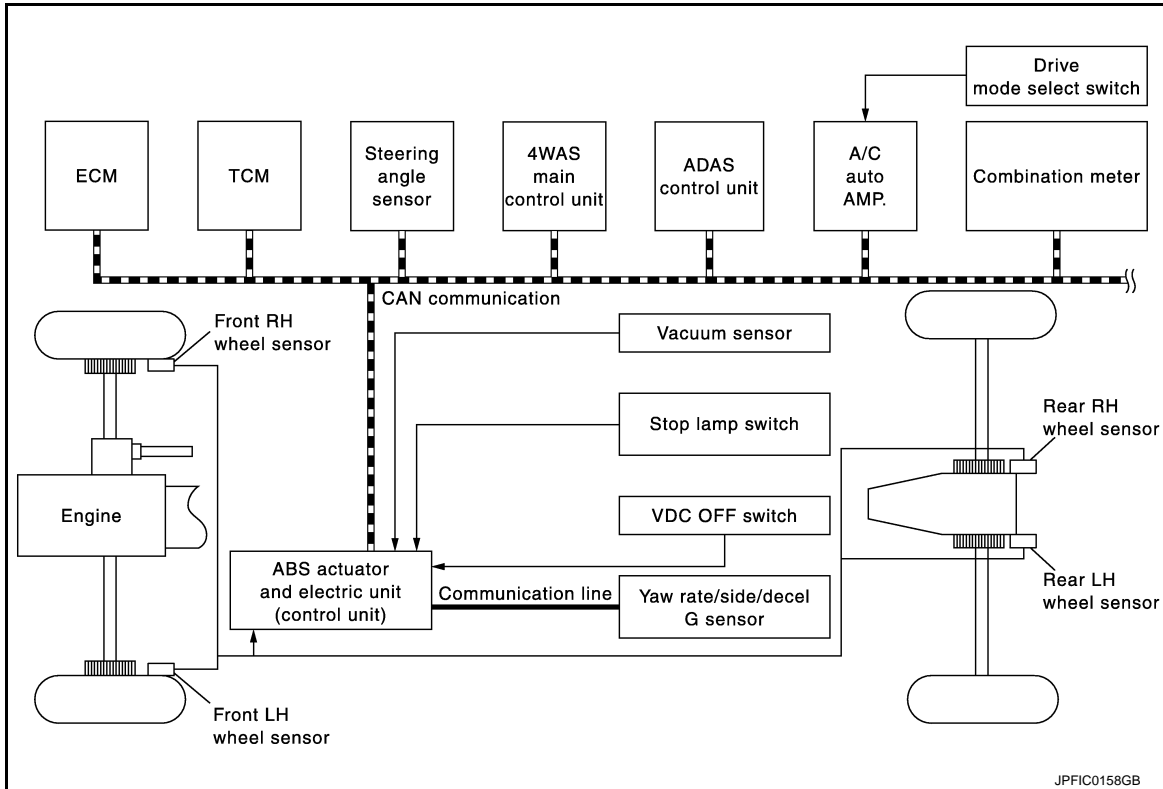 Drive
mode select switch
ECM
TCM
Steering
angle
sensor
4WAS
main
control unit
ADAS
control unit
A/C
auto
AMP.
Combination meter
CAN communication
Front RH
wheel sensor
Vacuum sensor
Stop lamp switch
Rear RH
wheel sensor
Engine
VDC OFF switch
ABS actuator
and electric unit
(control unit)
Communication line
Yaw rate/side/decel
G sensor
Rear LH
wheel sensor
Front LH
wheel sensor
JPFIC0158GB